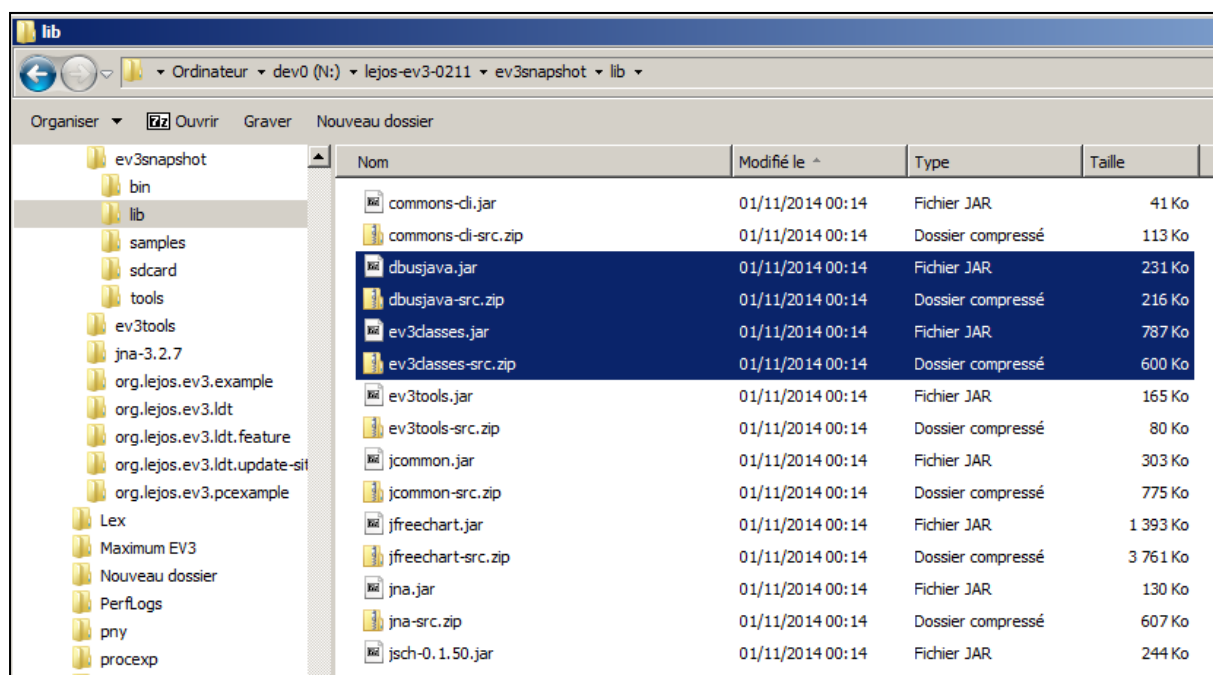 lib
Ordinateur dev0 (N:) lejos-ev3-0211 ev3snapshot lib
Organiser Ouvrir Graver Nouveau dossier
ev3snapshot
bin
lib
samples
sdcard
tools
ev3tools
jna-3.2.7
org.lejos.ev3.example
org.lejos.ev3.ldt
org.lejos.ev3.ldt.feature
org.lejos.ev3.ldt.update-sit
org.lejos.ev3.pcexample
Lex
Maximum EV3
Nouveau dossier
PerfLogs
pny
procexp
Nom Modifié le Type Taille
commons-cli.jar 01/11/2014 00:14 Fichier JAR 41 Ko
commons-cli-src.zip 01/11/2014 00:14 Dossier compressé 113 Ko
dbusjava.jar 01/11/2014 00:14 Fichier JAR 231 Ko
dbusjava-src.zip 01/11/2014 00:14 Dossier compressé 216 Ko
ev3classes.jar 01/11/2014 00:14 Fichier JAR 787 Ko
ev3classes-src.zip 01/11/2014 00:14 Dossier compressé 600 Ko
ev3tools.jar 01/11/2014 00:14 Fichier JAR 165 Ko
ev3tools-src.zip 01/11/2014 00:14 Dossier compressé 80 Ko
jcommon.jar 01/11/2014 00:14 Fichier JAR 303 Ko
jcommon-src.zip 01/11/2014 00:14 Dossier compressé 775 Ko
jfreechart.jar 01/11/2014 00:14 Fichier JAR 1 393 Ko
jfreechart-src.zip 01/11/2014 00:14 Dossier compressé 3 761 Ko
jna.jar 01/11/2014 00:14 Fichier JAR 130 Ko
jna-src.zip 01/11/2014 00:14 Dossier compressé 607 Ko
jsch-0.1.50.jar 01/11/2014 00:14 Fichier JAR 244 Ko